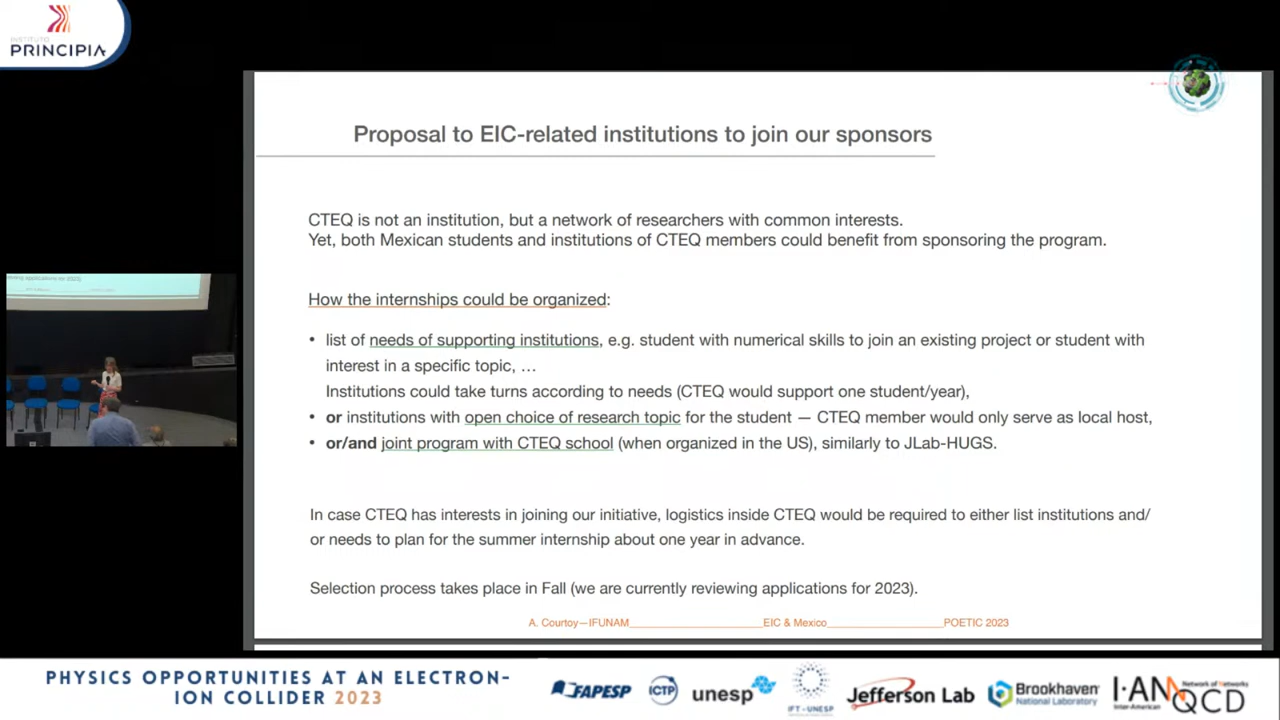 INSTITUTO
PRINCIPIA
Proposal to EIC-related institutions to join our sponsors
CTEQ is not an institution, but a network of researchers with common interests.
Yet, both Mexican students and institutions of CTEQ members could benefit from sponsoring the program.
How the internships could be organized:
• list of needs of supporting institutions, e.g. student with numerical skills to join an existing project or student with
interest in a specific topic, …
Institutions could take turns according to needs (CTEQ would support one student/year),
• or institutions with open choice of research topic for the student — CTEQ member would only serve as local host,
• or/and joint program with CTEQ school (when organized in the US), similarly to JLab-HUGS.
In case CTEQ has interests in joining our initiative, logistics inside CTEQ would be required to either list institutions and/
or needs to plan for the summer internship about one year in advance.
Selection process takes place in Fall (we are currently reviewing applications for 2023).
A. Courtoy—IFUNAM_______________________EIC & Mexico____________________POETIC 2023
PHYSICS OPPORTUNITIES AT AN ELECTRON-
ION COLLIDER 2023
FAPESP
ICTP
unesp
IFT - UNESP
Jefferson Lab
Brookhaven
National Laboratory
I-AN QCD
Inter-American
Network of Networks